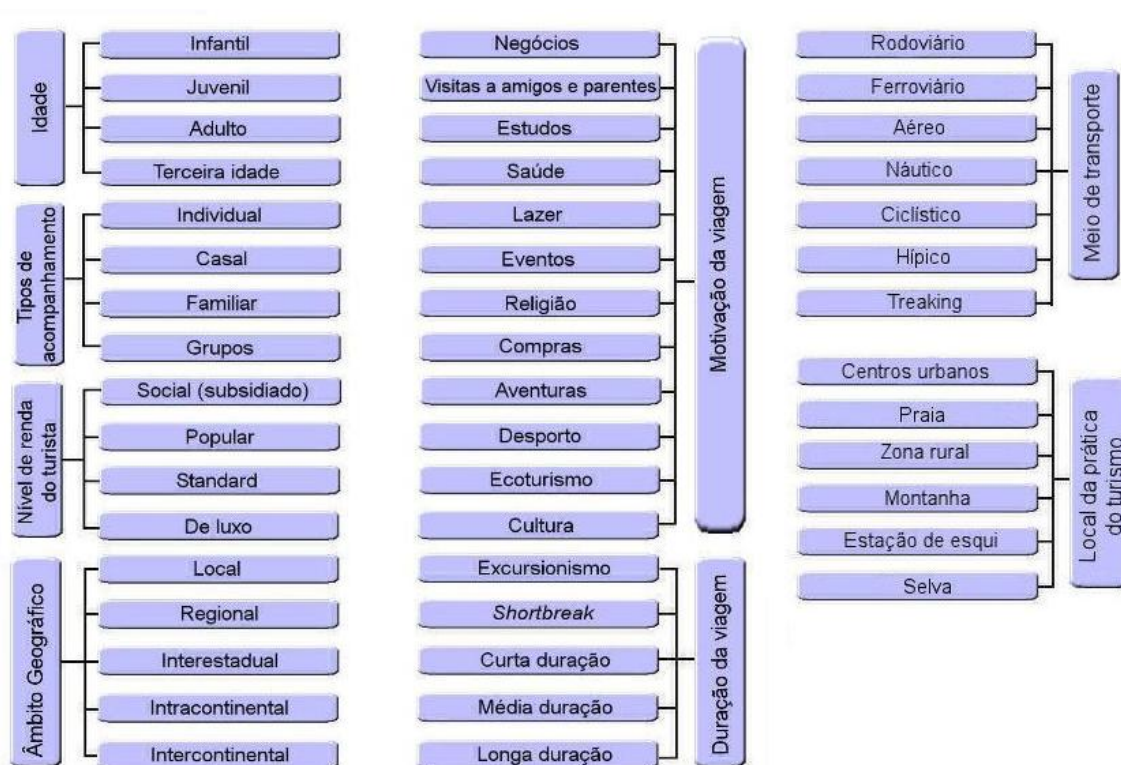 Idade
Infantil
Juvenil
Adulto
Terceira idade
Tipos de
acompanhamento
Individual
Casal
Familiar
Grupos
Nível de renda
do turista
Social (subsidiado)
Popular
Standard
De luxo
Âmbito Geográfico
Local
Regional
Interestadual
Intracontinental
Intercontinental
Negócios
Visitas a amigos e parentes
Estudos
Saúde
Lazer
Eventos
Religião
Compras
Aventuras
Desporto
Ecoturismo
Cultura
Motivação da viagem
Excursionismo
Shortbreak
Curta duração
Média duração
Longa duração
Duração da viagem
Rodoviário
Ferroviário
Aéreo
Náutico
Ciclístico
Hípico
Treaking
Meio de transporte
Centros urbanos
Praia
Zona rural
Montanha
Estação de esqui
Selva
Local da prática
do turismo